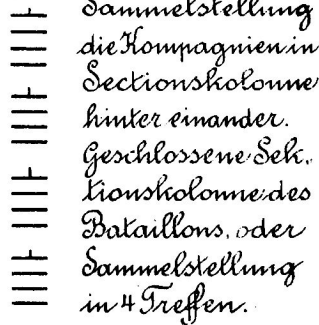 Sammelstellung
die Kompagnien in
Sectionskolonne
hinter einander.
Geschlossene Sek,
tionskolonne des
Bataillons, oder
Sammelstellung
in 4 Treffen.